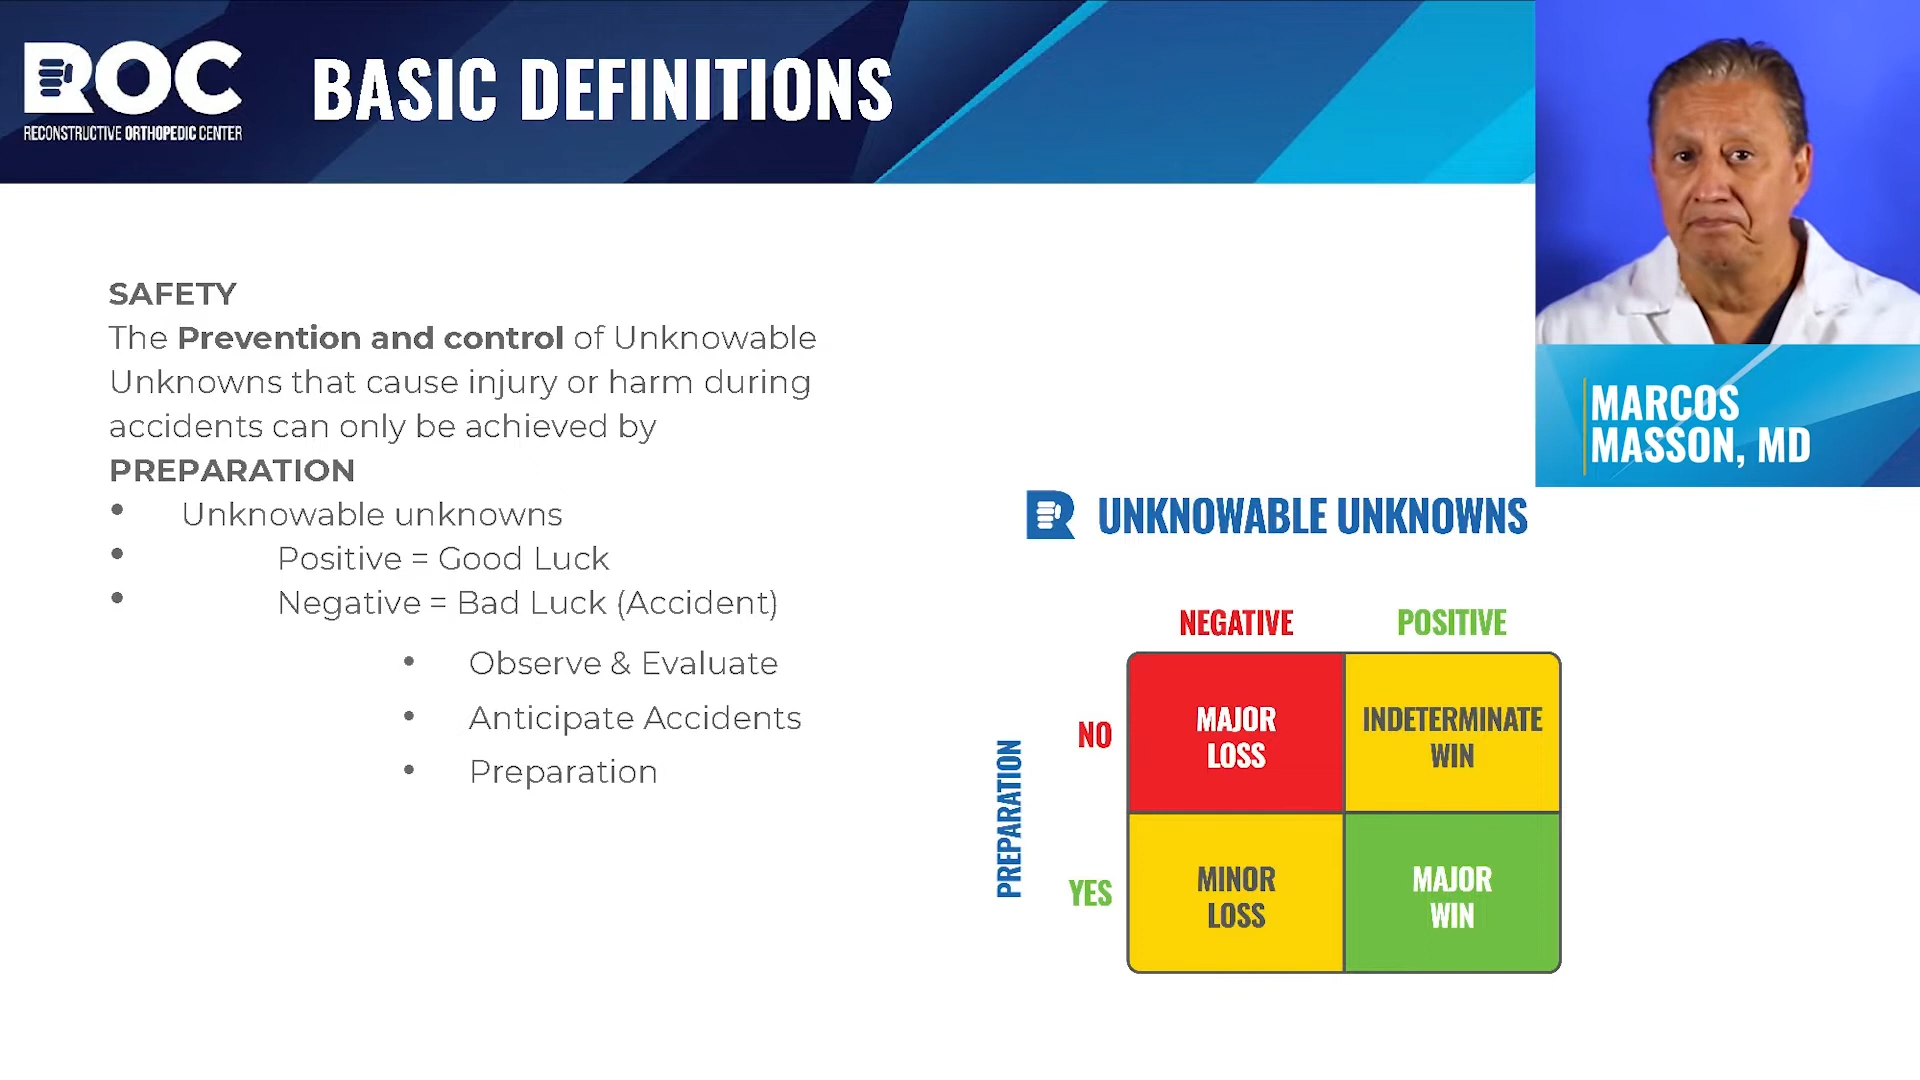 ROC
RECONSTRUCTIVE ORTHOPEDIC CENTER
BASIC DEFINITIONS
MARCOS
MASSON, MD
SAFETY
The Prevention and control of Unknowable
Unknowns that cause injury or harm during
accidents can only be achieved by
PREPARATION
• Unknowable unknowns
• Positive = Good Luck
• Negative = Bad Luck (Accident)
• Observe & Evaluate
• Anticipate Accidents
• Preparation
R UNKNOWABLE UNKNOWNS
NEGATIVE POSITIVE
PREPARATION
NO
MAJOR
LOSS
INDETERMINATE
WIN
YES
MINOR
LOSS
MAJOR
WIN